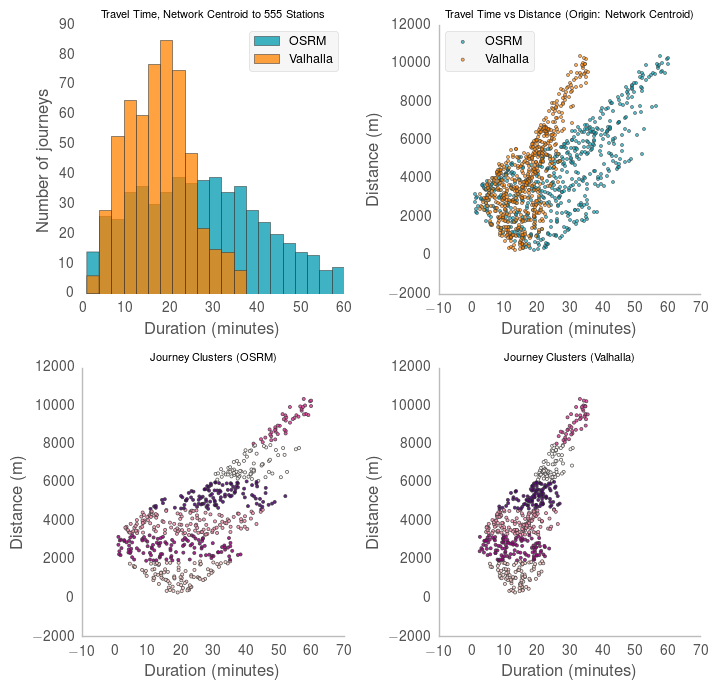 Travel Time, Network Centroid to 555 Stations
90
80
70
60
50
40
30
20
10
0
Number of journeys
OSRM
Valhalla
0 10 20 30 40 50 60
Duration (minutes)
Travel Time vs Distance (Origin: Network Centroid)
12000
10000
8000
6000
4000
2000
0
−2000
Distance (m)
OSRM
Valhalla
−10 0 10 20 30 40 50 60 70
Duration (minutes)
Journey Clusters (OSRM)
12000
10000
8000
6000
4000
2000
0
−2000
Distance (m)
−10 0 10 20 30 40 50 60 70
Duration (minutes)
Journey Clusters (Valhalla)
12000
10000
8000
6000
4000
2000
0
−2000
Distance (m)
−10 0 10 20 30 40 50 60 70
Duration (minutes)